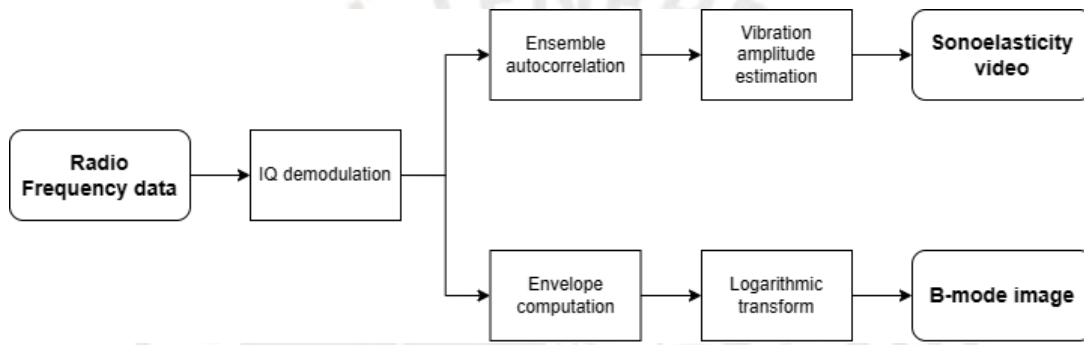 Ensemble
autocorrelation
Vibration
amplitude
estimation
Sonoelasticity
video
Radio
Frequency data
IQ demodulation
Envelope
computation
Logarithmic
transform
B-mode image